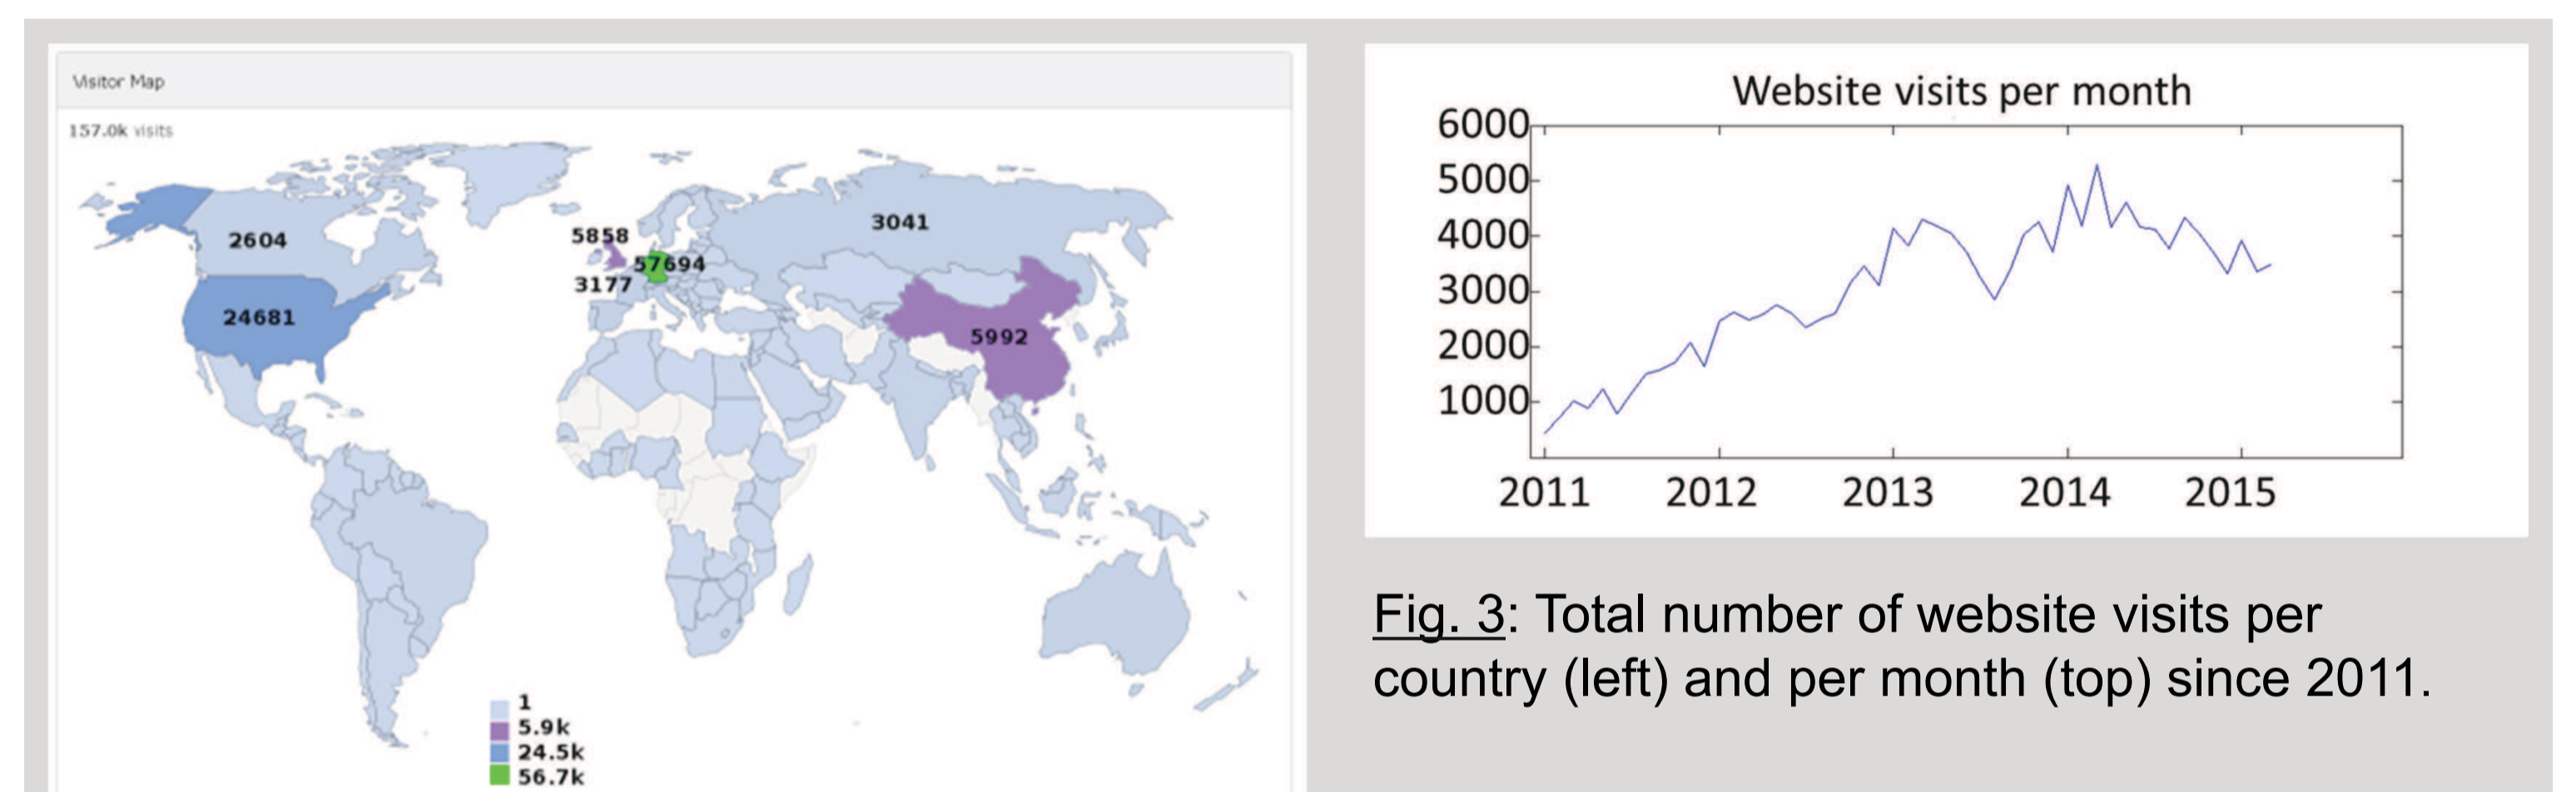 Visitor Map
157.0k visits
2604
24681
5858
57694
3177
3041
5992
1
5.9k
24.5k
56.7k
Website visits per month
6000
5000
4000
3000
2000
1000
2011 2012 2013 2014 2015
Fig. 3: Total number of website visits per
country (left) and per month (top) since 2011.